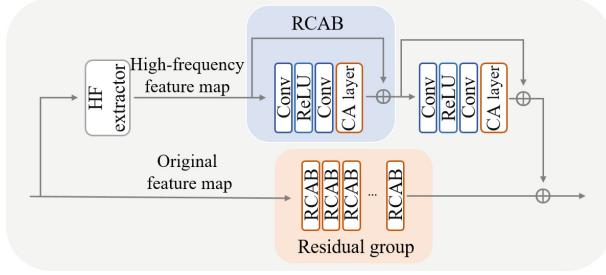 RCAB
HF
extractor
High-frequency
feature map
Conv
ReLU
Conv
CA layer
Conv
ReLU
Conv
CA layer
Original
feature map
RCAB
RCAB
RCAB
...
RCAB
Residual group